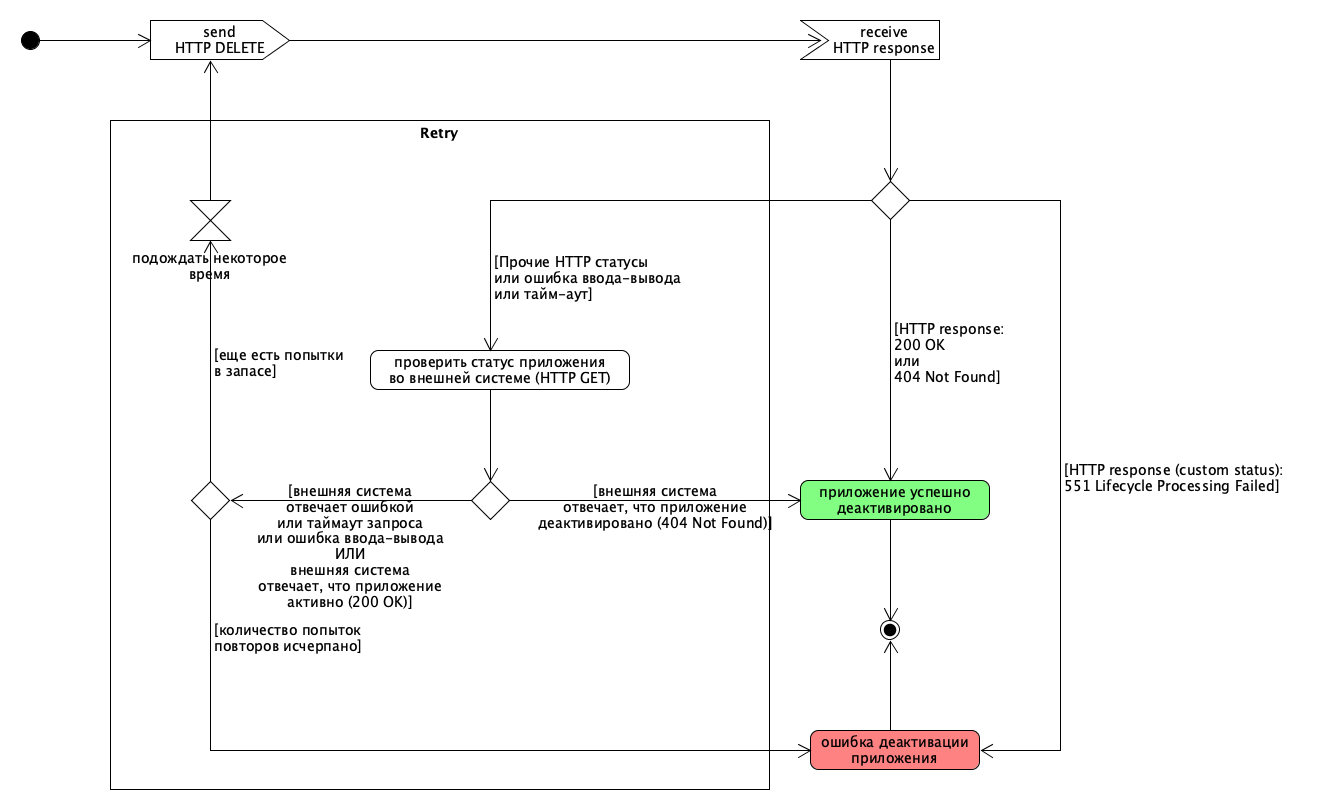 send
HTTP DELETE
receive
HTTP response
Retry
подождать некоторое
время
[Прочие HTTP статусы
или ошибка ввода-вывода
или тайм-аут]
[HTTP response:
200 OK
или
404 Not Found]
[еще есть попытки
в запасе]
проверить статус приложения
во внешней системе (HTTP GET)
[HTTP response (custom status):
551 Lifecycle Processing Failed]
[внешняя система
отвечает ошибкой
или таймаут запроса
или ошибка ввода-вывода
ИЛИ
внешняя система
отвечает, что приложение
активно (200 OK)]
[внешняя система
отвечает, что приложение
деактивировано (404 Not Found)]
приложение успешно
деактивировано
[количество попыток
повторов исчерпано]
ошибка деактивации
приложения